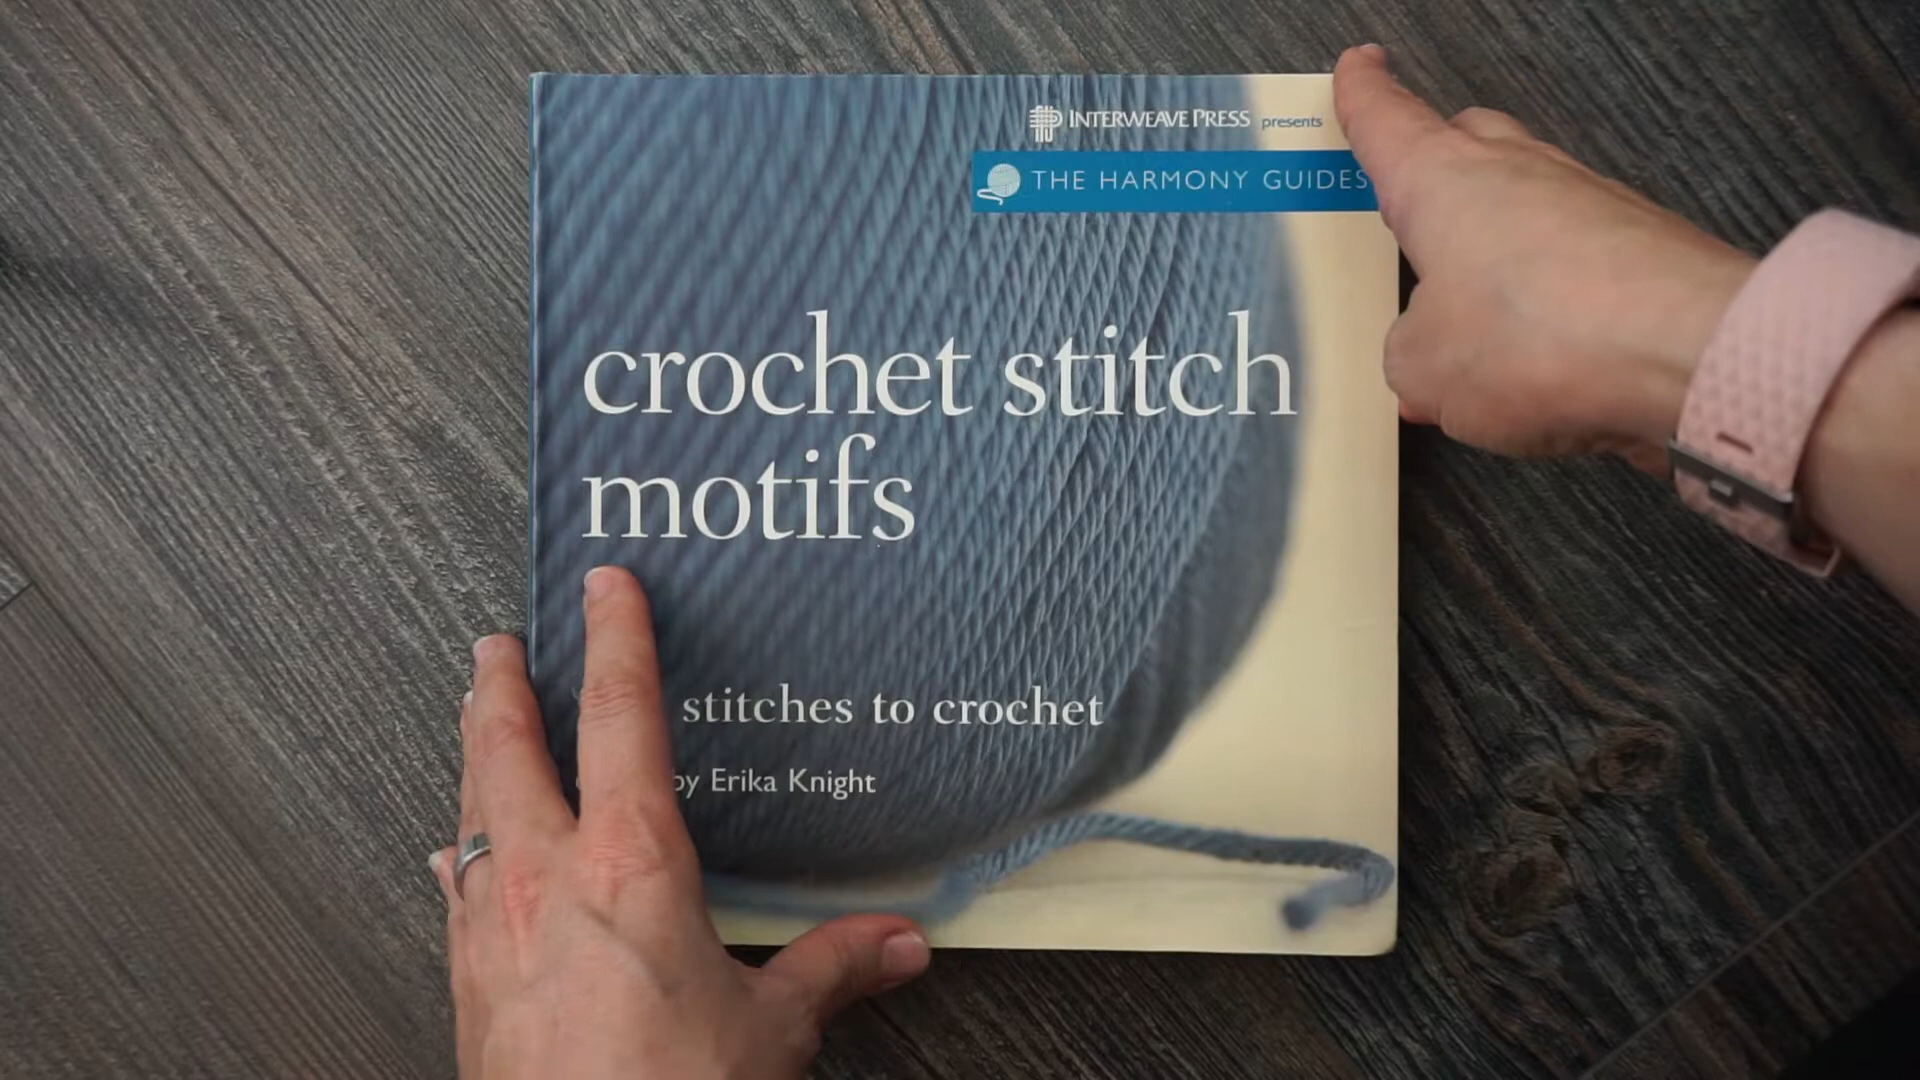 INTERWEAVE PRESS presents
THE HARMONY GUIDES
crochet stitch
motifs
stitches to crochet
by Erika Knight